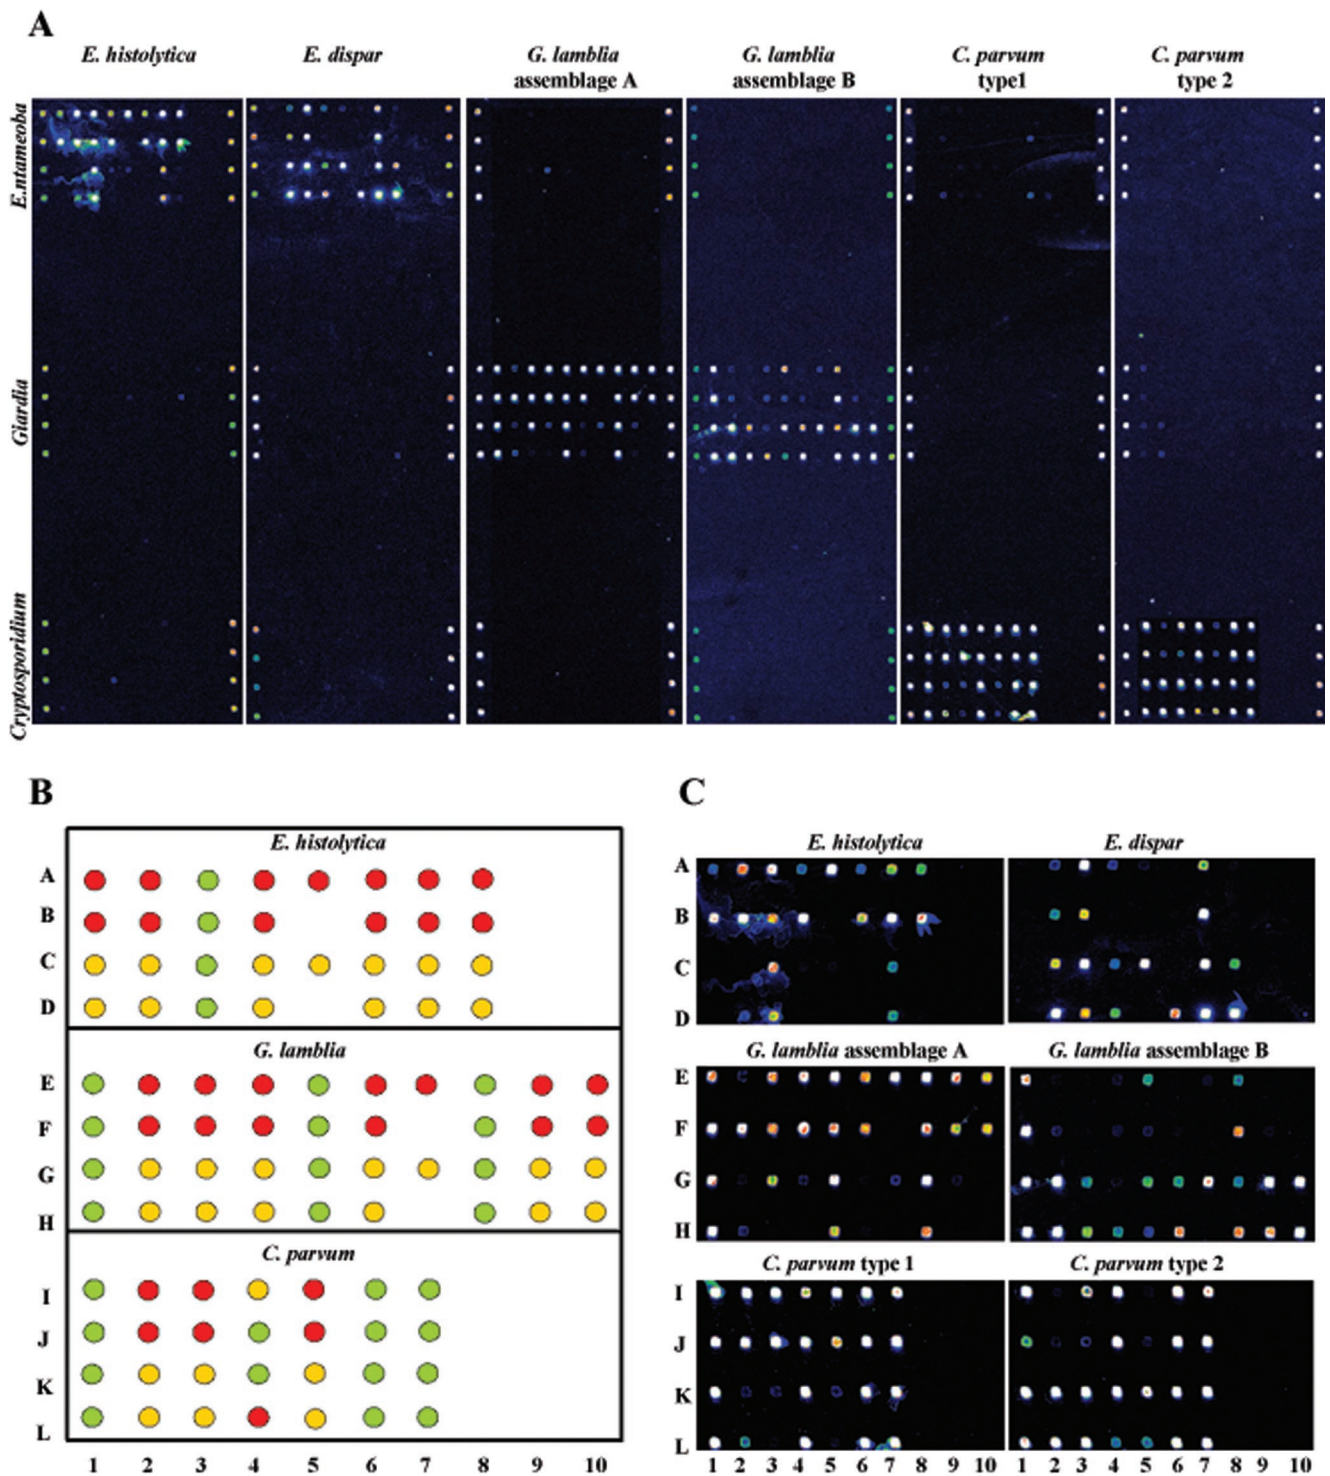 A
E. histolytica
E. dispar
G. lamblia
assemblage A
G. lamblia
assemblage B
C. parvum
type1
C. parvum
type 2
E.ntameoba
Giardia
Cryptosporidium
B
E. histolytica
A
B
C
D
G. lamblia
E
F
G
H
C. parvum
I
J
K
L
1 2 3 4 5 6 7 8 9 10
C
E. histolytica
E. dispar
A
B
C
D
G. lamblia assemblage A
G. lamblia assemblage B
E
F
G
H
C. parvum type 1
C. parvum type 2
I
J
K
L
1 2 3 4 5 6 7 8 9 10
1 2 3 4 5 6 7 8 9 10